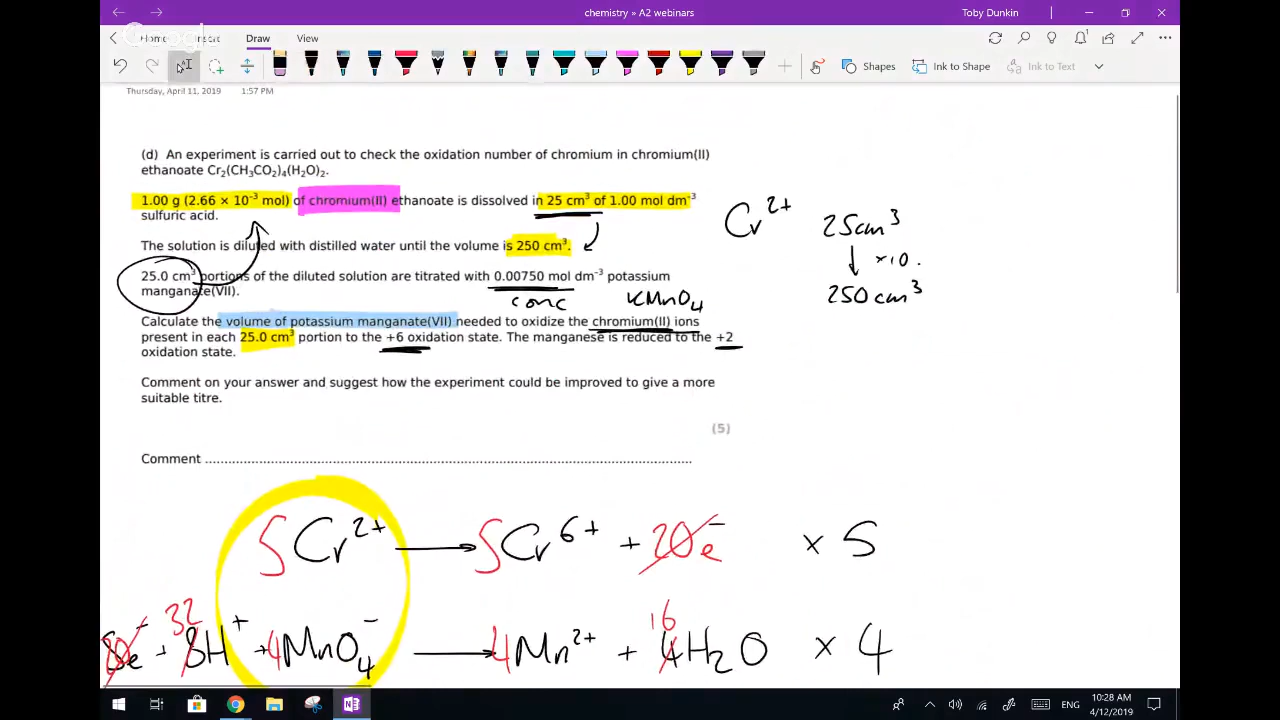 chemistry » A2 webinars
Toby Dunkin
Home Draw View
Shapes Ink to Shape Ink to Text
Thursday, April 11, 2019 1:57 PM
(d) An experiment is carried out to check the oxidation number of chromium in chromium(II)
ethanoate Cr₂(CH₃CO₂)₄(H₂O)₂.
1.00 g (2.66 × 10⁻³ mol) of chromium(II) ethanoate is dissolved in 25 cm³ of 1.00 mol dm⁻³
sulfuric acid.
The solution is diluted with distilled water until the volume is 250 cm³.
25.0 cm³ portions of the diluted solution are titrated with 0.00750 mol dm⁻³ potassium
manganate(VII).
conc KMnO₄
Calculate the volume of potassium manganate(VII) needed to oxidize the chromium(II) ions
present in each 25.0 cm³ portion to the +6 oxidation state. The manganese is reduced to the +2
oxidation state.
Comment on your answer and suggest how the experiment could be improved to give a more
suitable titre.
(5)
Comment ....................................................................................................
Cr²⁺ 25cm³
↓ ×10.
250cm³
5Cr²⁺ → 5Cr⁶⁺ + 20e⁻ × 5
32
16
e⁻ + 8H⁺ + 4MnO₄⁻ → 4Mn²⁺ + 4H₂O × 4
ENG
10:28 AM
4/12/2019